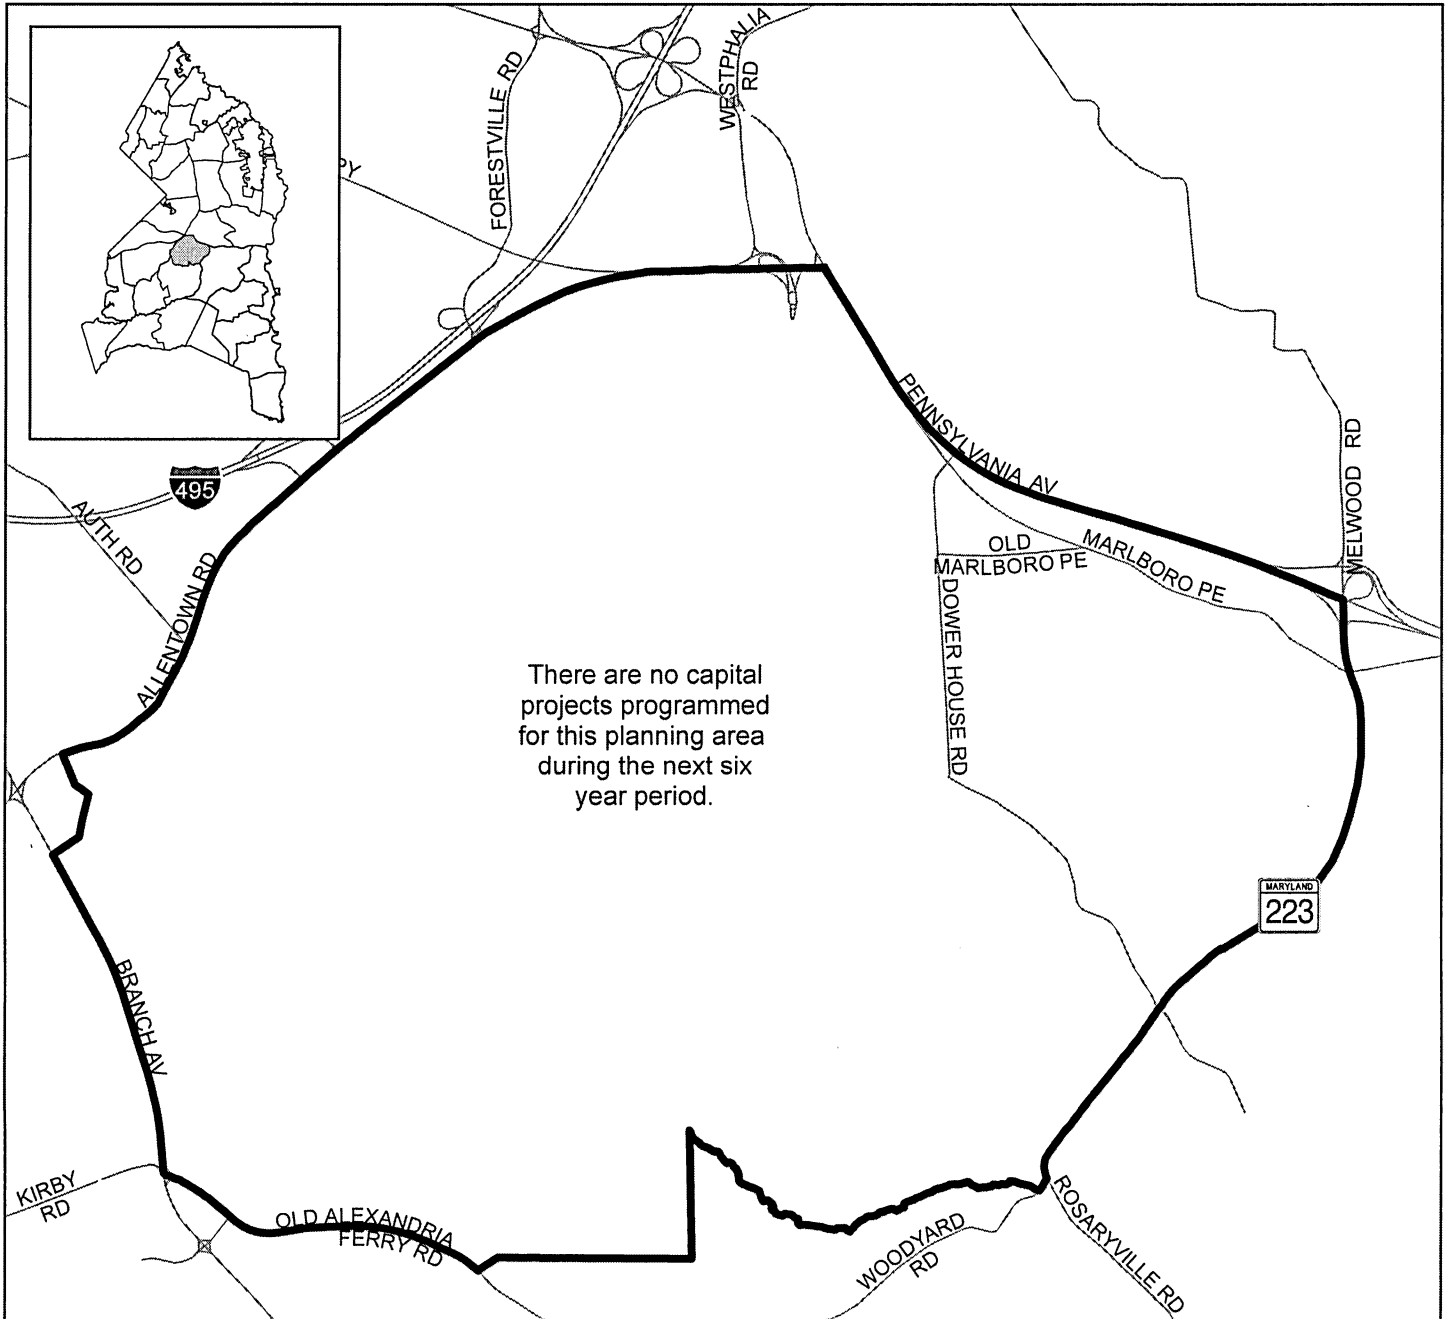 WESTPHALIA
RD
FORESTVILLE RD
PY
PENNSYLVANIA AV
MELWOOD RD
495
AUTH RD
OLD
MARLBORO PE
MARLBORO PE
ALLENTOWN RD
DOWER HOUSE RD
There are no capital
projects programmed
for this planning area
during the next six
year period.
MARYLAND
223
BRANCH AV
KIRBY
RD
OLD ALEXANDRIA
FERRY RD
WOODYARD
RD
ROSARYVILLE RD